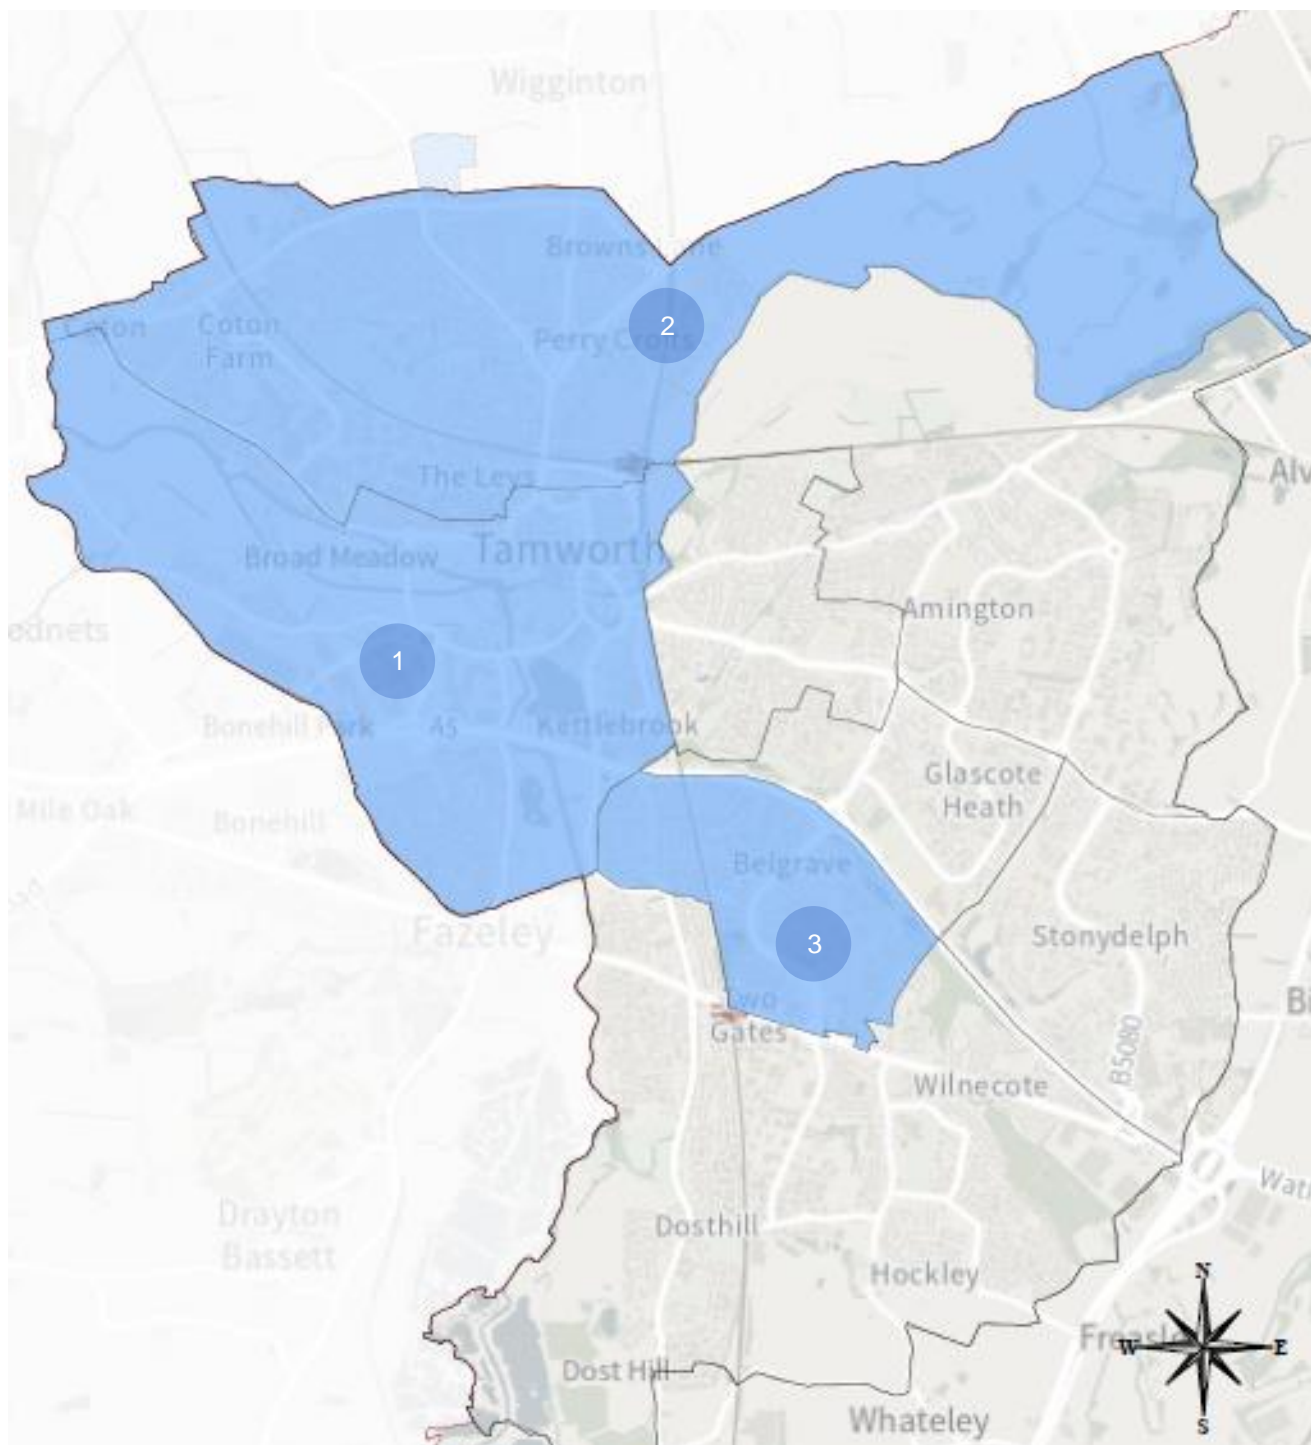 Wigginton
Browns Lane
Coton
Coton
Farm
2
Perry Crofts
The Leys
Alv
Broad Meadow
Tamworth
Amington
odnets
1
Bonehill Park
A5
Kettlebrook
Glascote
Heath
Mile Oak
Bonehill
Belgrave
Fazeley
3
Stonydelph
Two
Gates
B
B5080
Wilnecote
Wat
Drayton
Bassett
Dosthill
Hockley
N
W
E
S
Dost Hill
Whateley